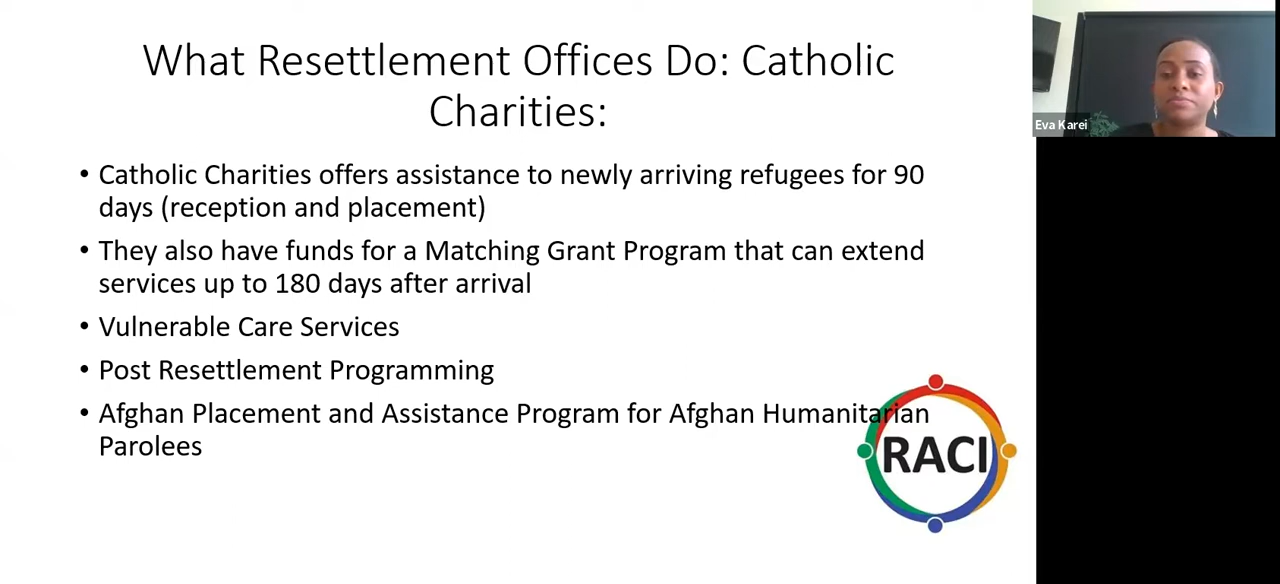 What Resettlement Offices Do: Catholic
Charities:
• Catholic Charities offers assistance to newly arriving refugees for 90
days (reception and placement)
• They also have funds for a Matching Grant Program that can extend
services up to 180 days after arrival
• Vulnerable Care Services
• Post Resettlement Programming
• Afghan Placement and Assistance Program for Afghan Humanitarian
Parolees
RACI
Eva Karei